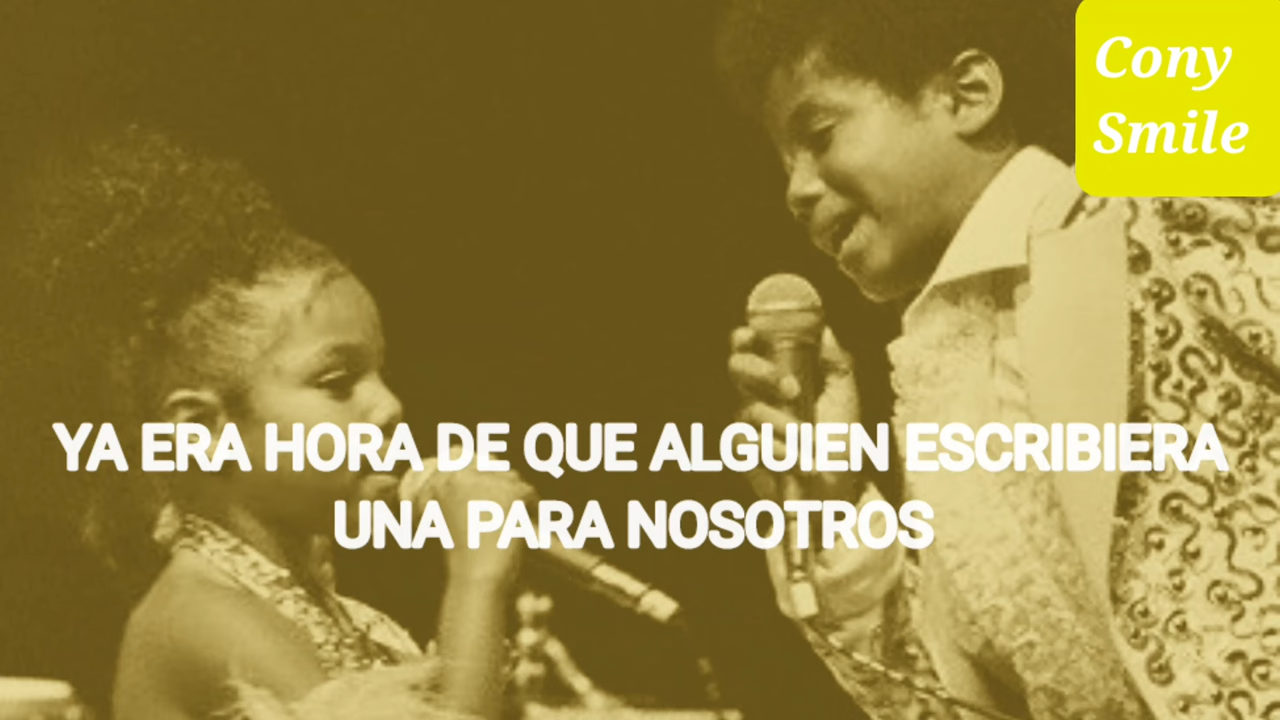 Cony
Smile
YA ERA HORA DE QUE ALGUIEN ESCRIBIERA
UNA PARA NOSOTROS